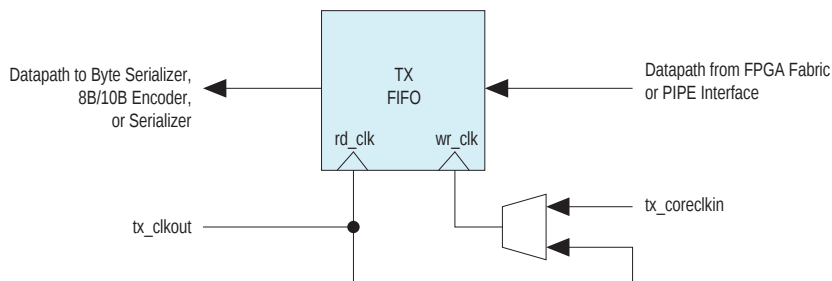 Datapath to Byte Serializer,
8B/10B Encoder,
or Serializer
TX
FIFO
Datapath from FPGA Fabric
or PIPE Interface
rd_clk
wr_clk
tx_coreclkin
tx_clkout